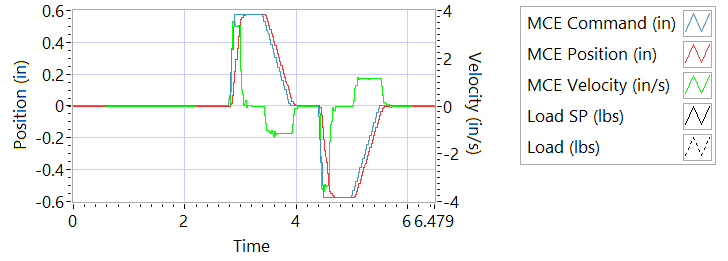 0.6
0.4
0.2
0
-0.2
-0.4
-0.6
Position (in)
4
2
0
-2
-4
Velocity (in/s)
0 2 4 6 6.479
Time
MCE Command (in)
MCE Position (in)
MCE Velocity (in/s)
Load SP (lbs)
Load (lbs)